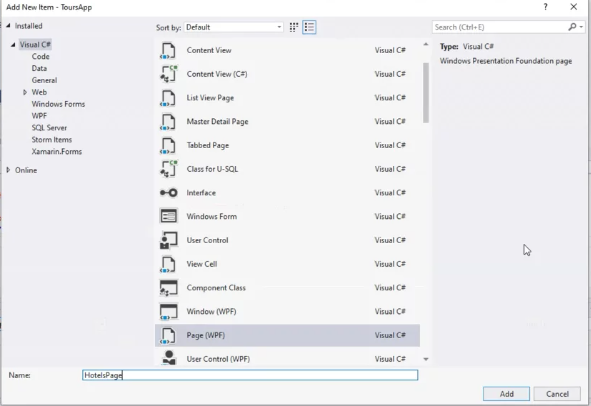 Add New Item - ToursApp
? X
Installed
Sort by: Default
Search (Ctrl+E)
Visual C#
Code
Data
General
Web
Windows Forms
WPF
SQL Server
Storm Items
Xamarin.Forms
Online
Content View Visual C#
Content View (C#) Visual C#
List View Page Visual C#
Master Detail Page Visual C#
Tabbed Page Visual C#
Class for U-SQL Visual C#
Interface Visual C#
Windows Form Visual C#
User Control Visual C#
View Cell Visual C#
Component Class Visual C#
Window (WPF) Visual C#
Page (WPF) Visual C#
User Control (WPF) Visual C#
Type: Visual C#
Windows Presentation Foundation page
Name: HotelsPage
Add Cancel